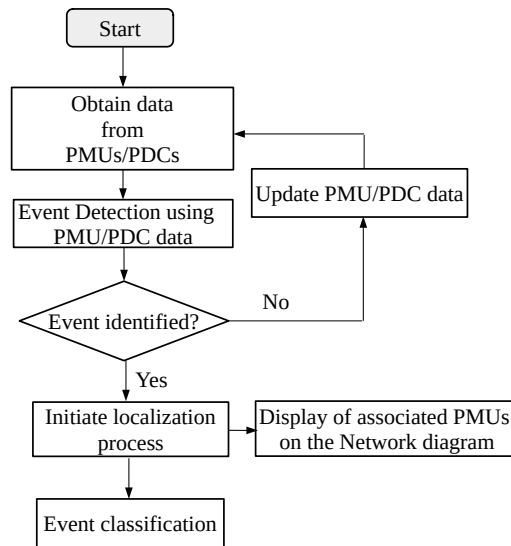 Start
Obtain data
from
PMUs/PDCs
Update PMU/PDC data
Event Detection using
PMU/PDC data
No
Event identified?
Yes
Initiate localization
process
Display of associated PMUs
on the Network diagram
Event classification